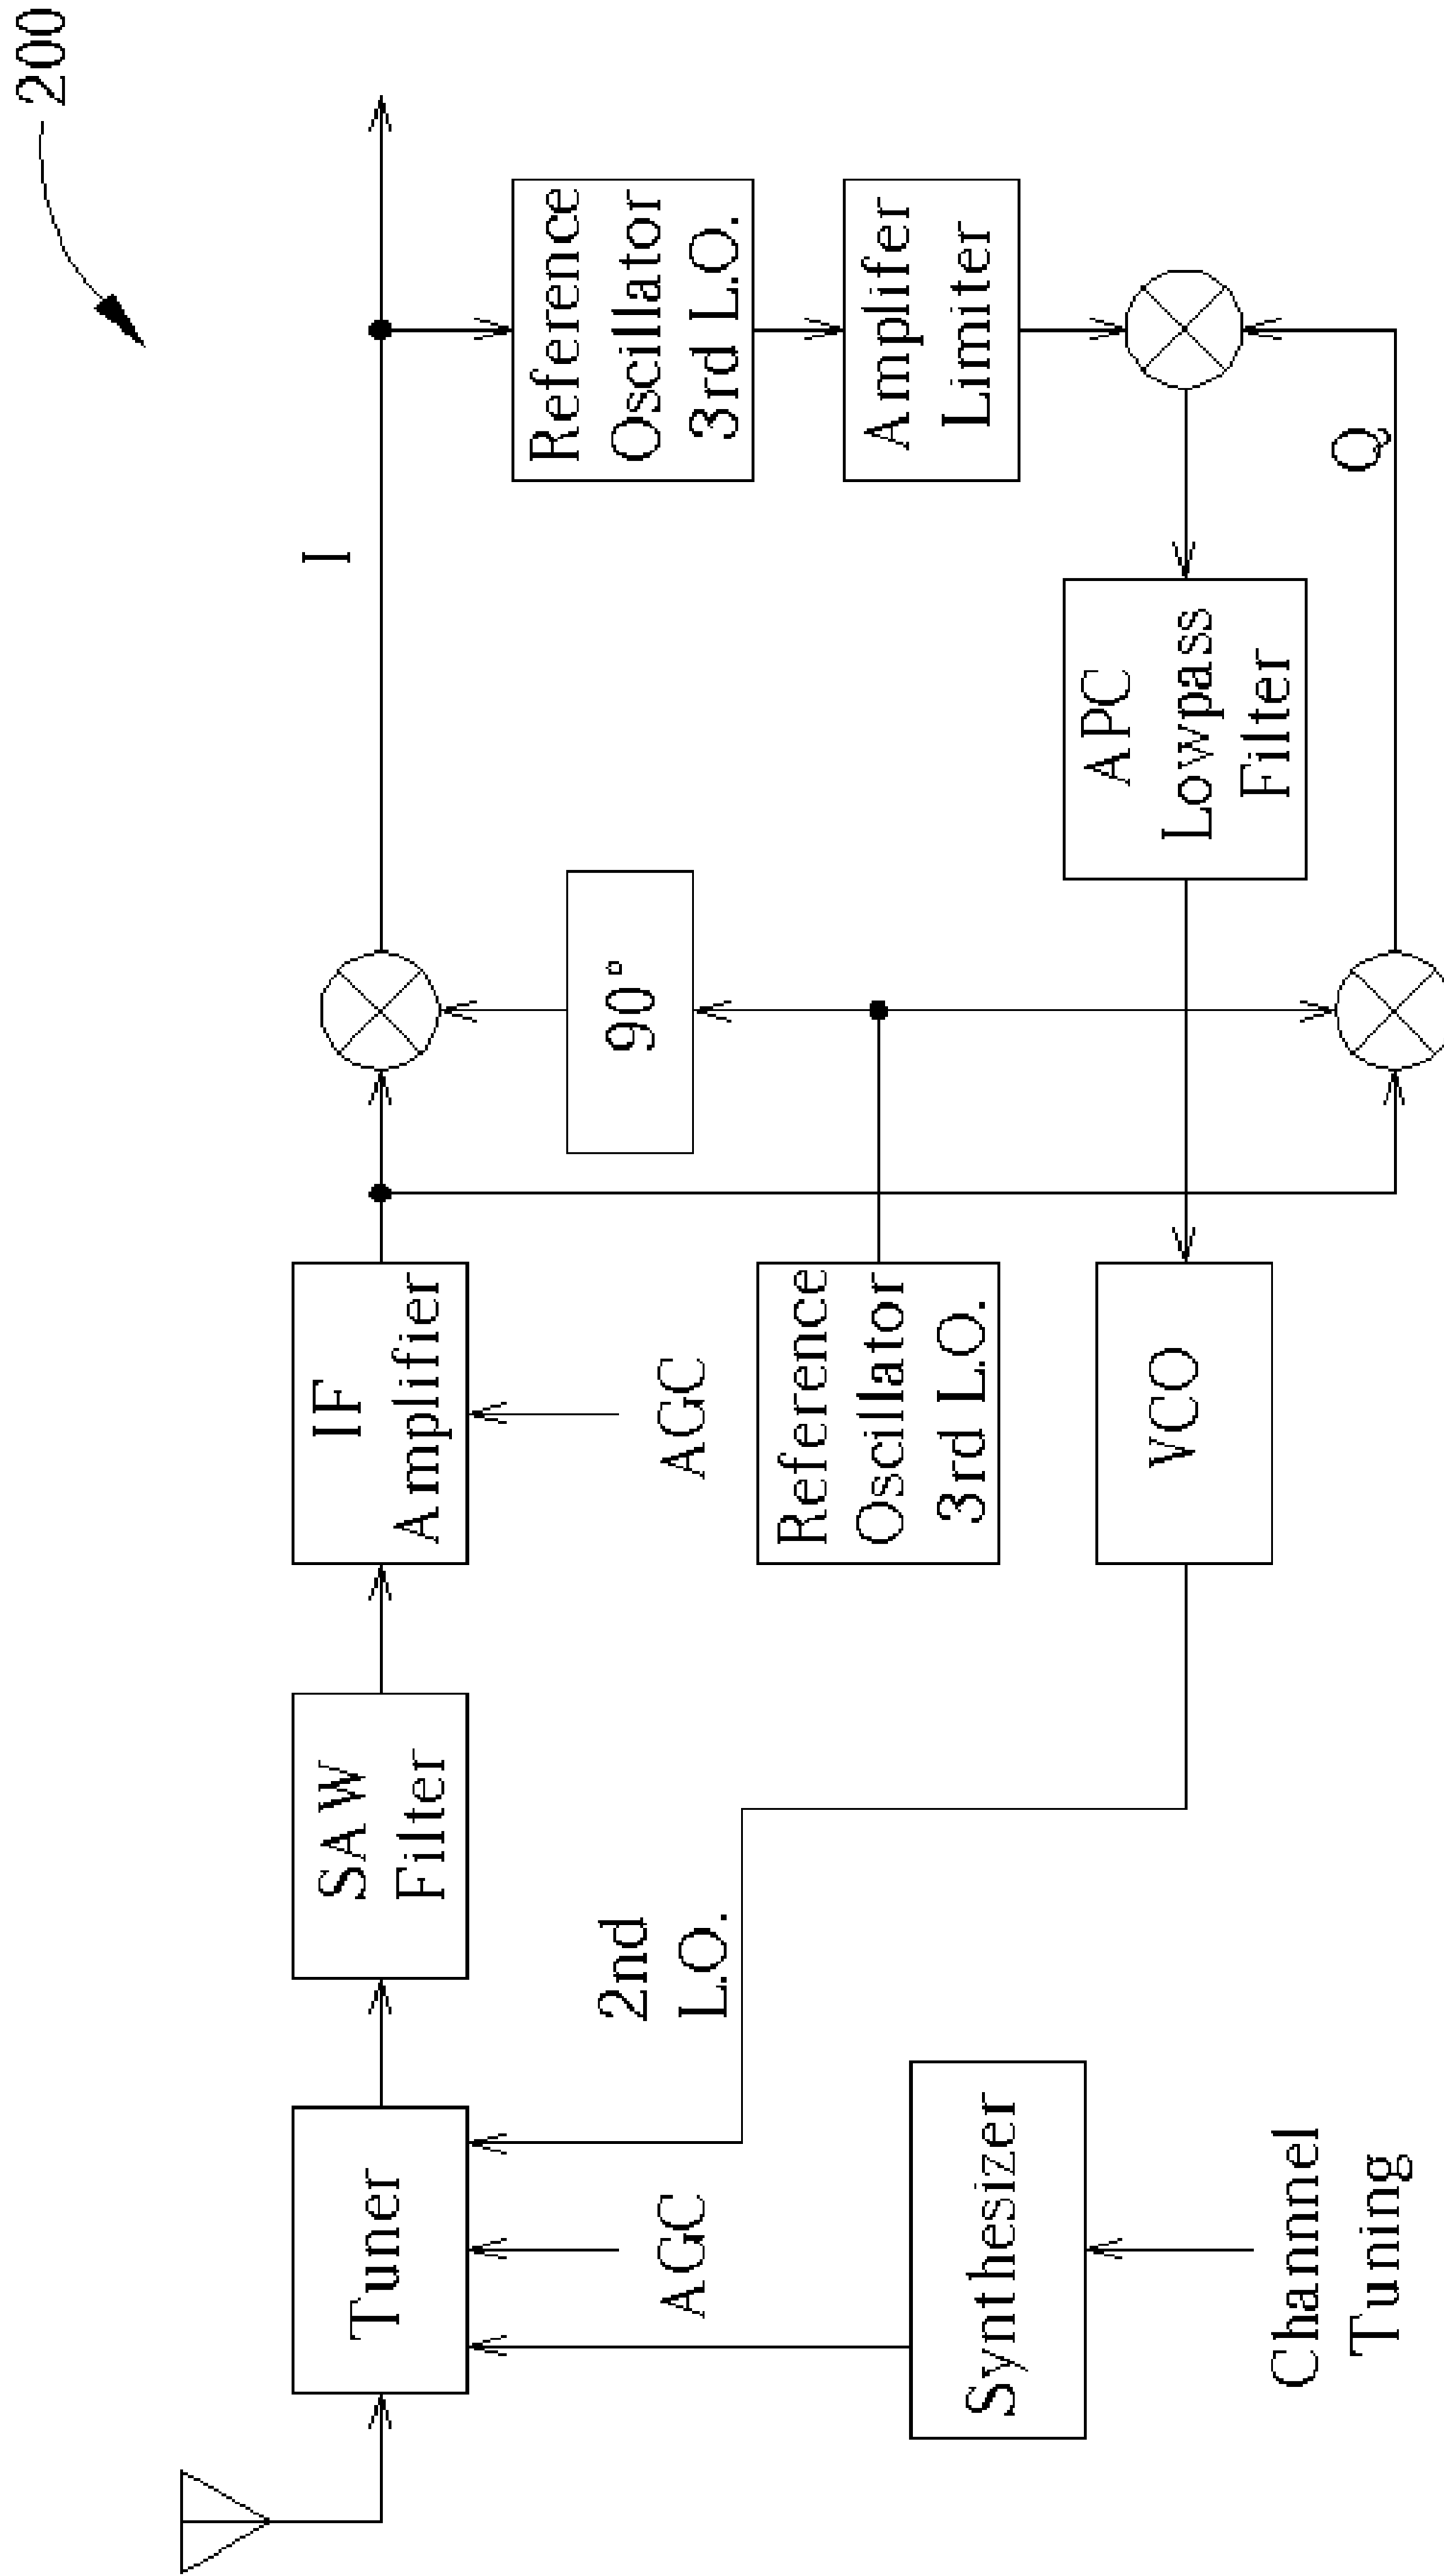 200
I
Tuner
SAW
Filter
IF
Amplifier
90°
Reference
Oscillator
3rd L.O.
Amplifer
Limiter
AGC
AGC
2nd
L.O.
Reference
Oscillator
3rd L.O.
Synthesizer
VCO
APC
Lowpass
Filter
Q
Channel
Tuning